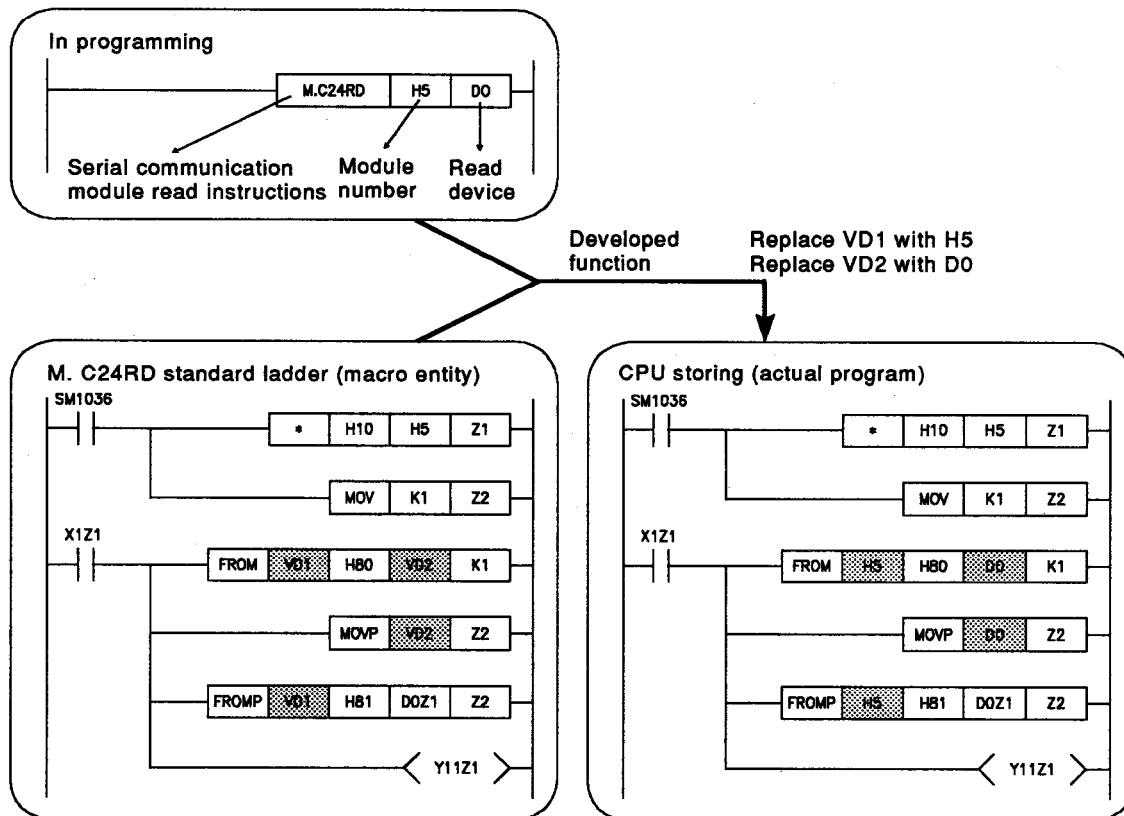 In programming
M.C24RD H5 D0
Serial communication
module read instructions
Module
number
Read
device
Developed
function
Replace VD1 with H5
Replace VD2 with D0
M. C24RD standard ladder (macro entity)
SM1036
* H10 H5 Z1
MOV K1 Z2
X1Z1
FROM VD1 H80 VD2 K1
MOVP VD2 Z2
FROMP VD1 H81 D0Z1 Z2
Y11Z1
CPU storing (actual program)
SM1036
* H10 H5 Z1
MOV K1 Z2
X1Z1
FROM H5 H80 D0 K1
MOVP D0 Z2
FROMP H5 H81 D0Z1 Z2
Y11Z1